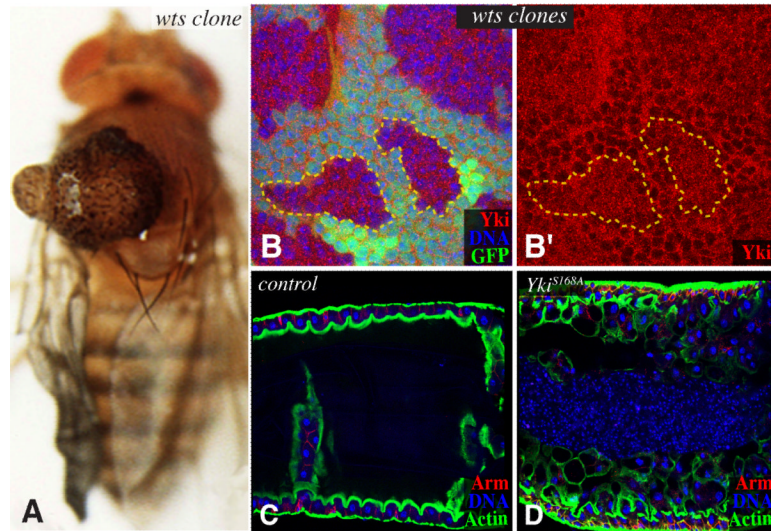 wts clone
A
wts clones
Yki
DNA
GFP
B
Yki
B'
control
Arm
DNA
Actin
C
Yki^S168A
Arm
DNA
Actin
D